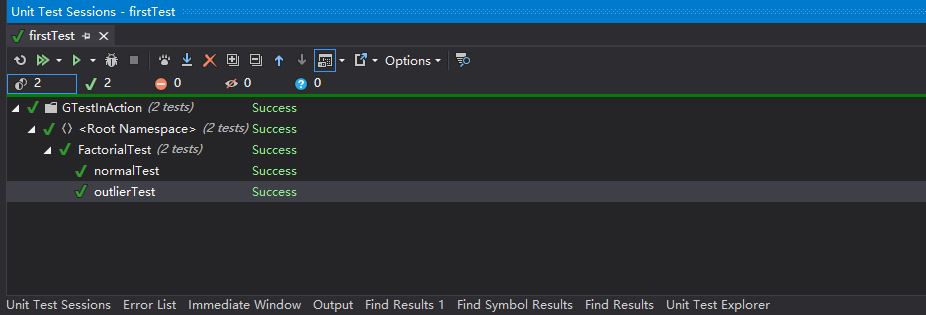 Unit Test Sessions - firstTest
firstTest
Options
2 2 0 0 0
GTestInAction (2 tests) Success
<Root Namespace> (2 tests) Success
FactorialTest (2 tests) Success
normalTest Success
outlierTest Success
Unit Test Sessions Error List Immediate Window Output Find Results 1 Find Symbol Results Find Results Unit Test Explorer